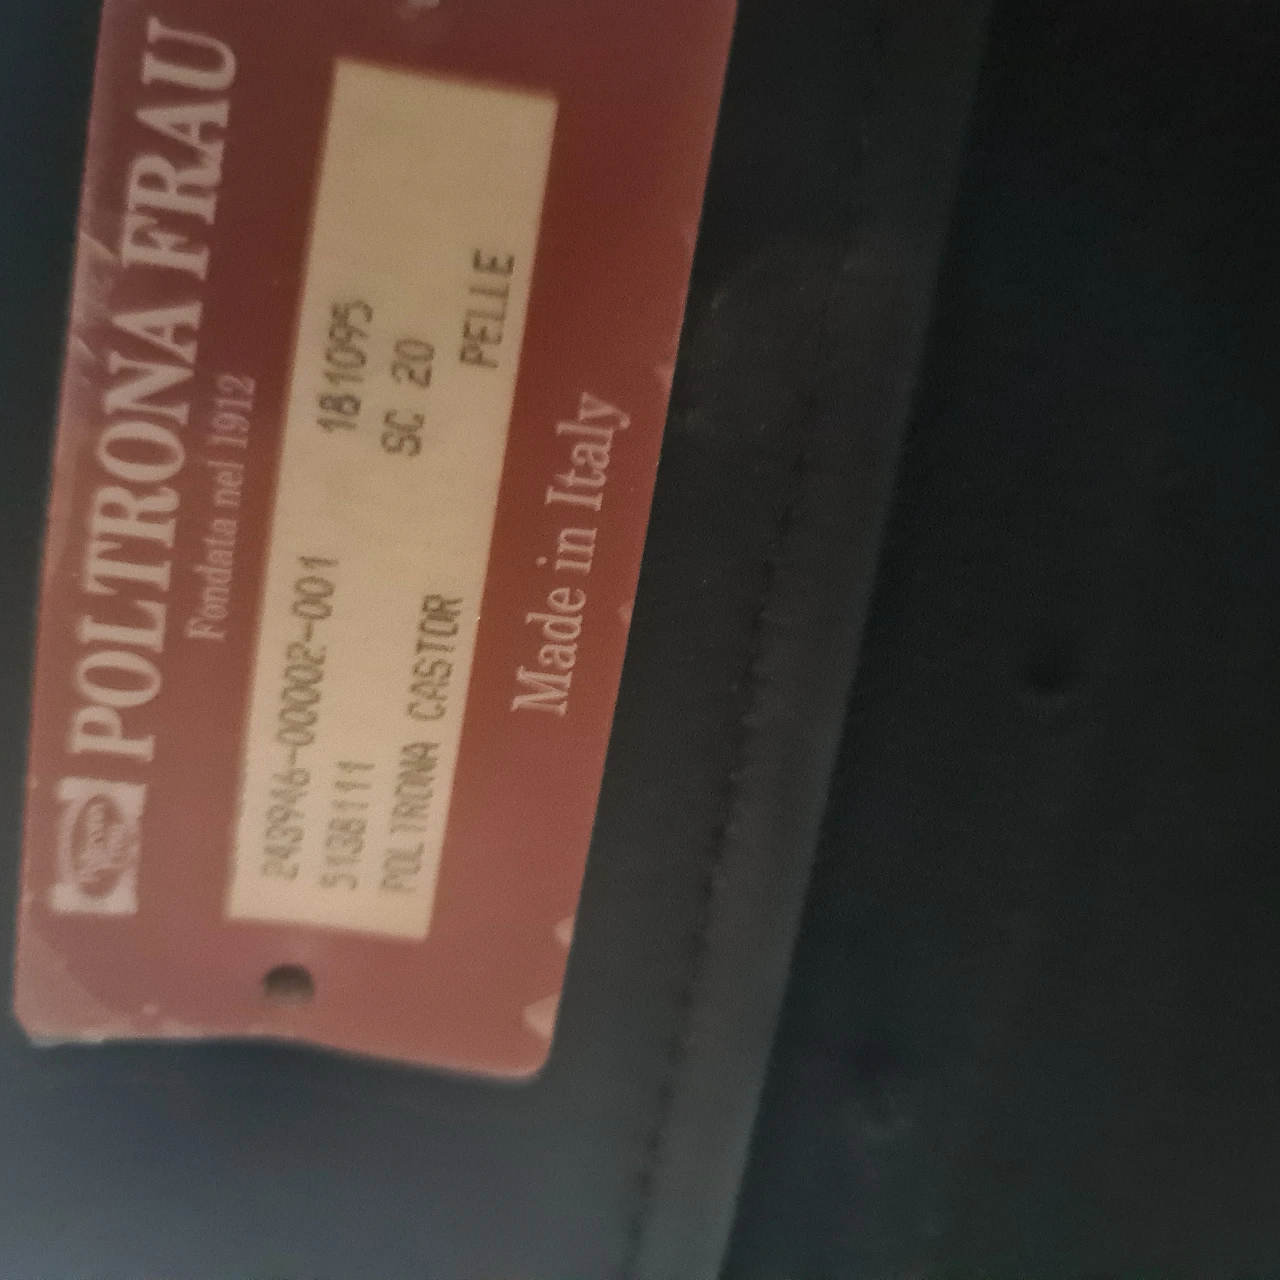 POLTRONA FRAU
Fondata nel 1912
243946-00002-001 181095
5138111 SC 20
POLTRONA CASTOR
PELLE
Made in Italy